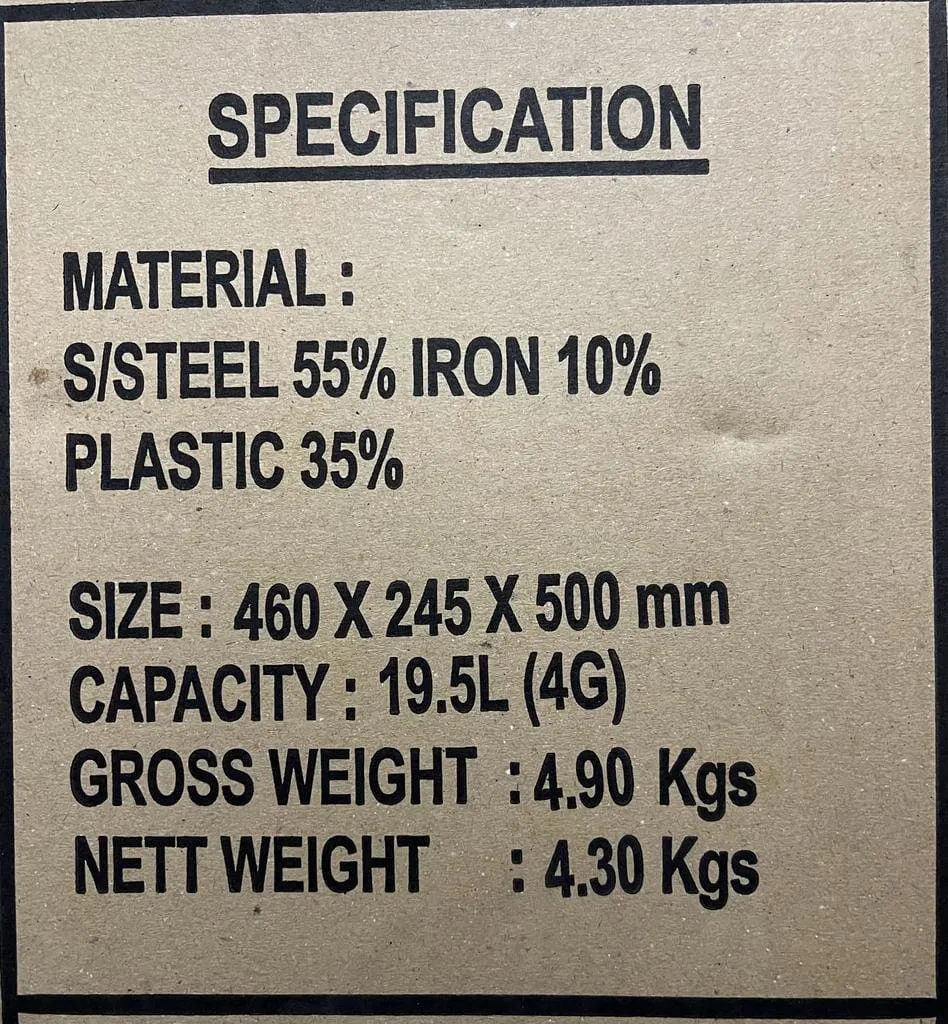 SPECIFICATION
MATERIAL :
S/STEEL 55% IRON 10%
PLASTIC 35%
SIZE : 460 X 245 X 500 mm
CAPACITY : 19.5L (4G)
GROSS WEIGHT : 4.90 Kgs
NETT WEIGHT : 4.30 Kgs